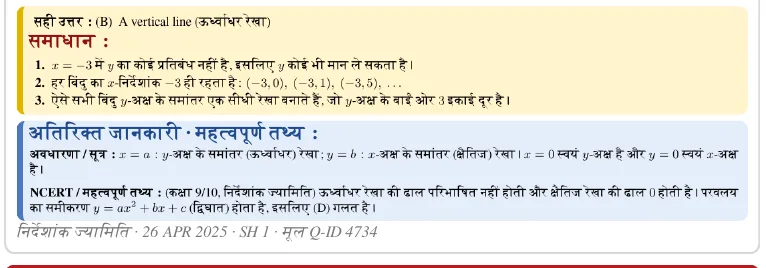 सही उत्तर : (B) A vertical line (ऊर्ध्वाधर रेखा)
समाधान :
1. x = −3 में y का कोई प्रतिबंध नहीं है, इसलिए y कोई भी मान ले सकता है।
2. हर बिंदु का x-निर्देशांक −3 ही रहता है : (−3, 0), (−3, 1), (−3, 5), …
3. ऐसे सभी बिंदु y-अक्ष के समांतर एक सीधी रेखा बनाते हैं, जो y-अक्ष के बाईं ओर 3 इकाई दूर है।
अतिरिक्त जानकारी · महत्वपूर्ण तथ्य :
अवधारणा / सूत्र : x = a : y-अक्ष के समांतर (ऊर्ध्वाधर) रेखा; y = b : x-अक्ष के समांतर (क्षैतिज) रेखा। x = 0 स्वयं y-अक्ष है और y = 0 स्वयं x-अक्ष
है।
NCERT / महत्वपूर्ण तथ्य : (कक्षा 9/10, निर्देशांक ज्यामिति) ऊर्ध्वाधर रेखा की ढाल परिभाषित नहीं होती और क्षैतिज रेखा की ढाल 0 होती है। परवलय
का समीकरण y = ax² + bx + c (द्विघात) होता है, इसलिए (D) गलत है।
निर्देशांक ज्यामिति · 26 APR 2025 · SH 1 · मूल Q-ID 4734